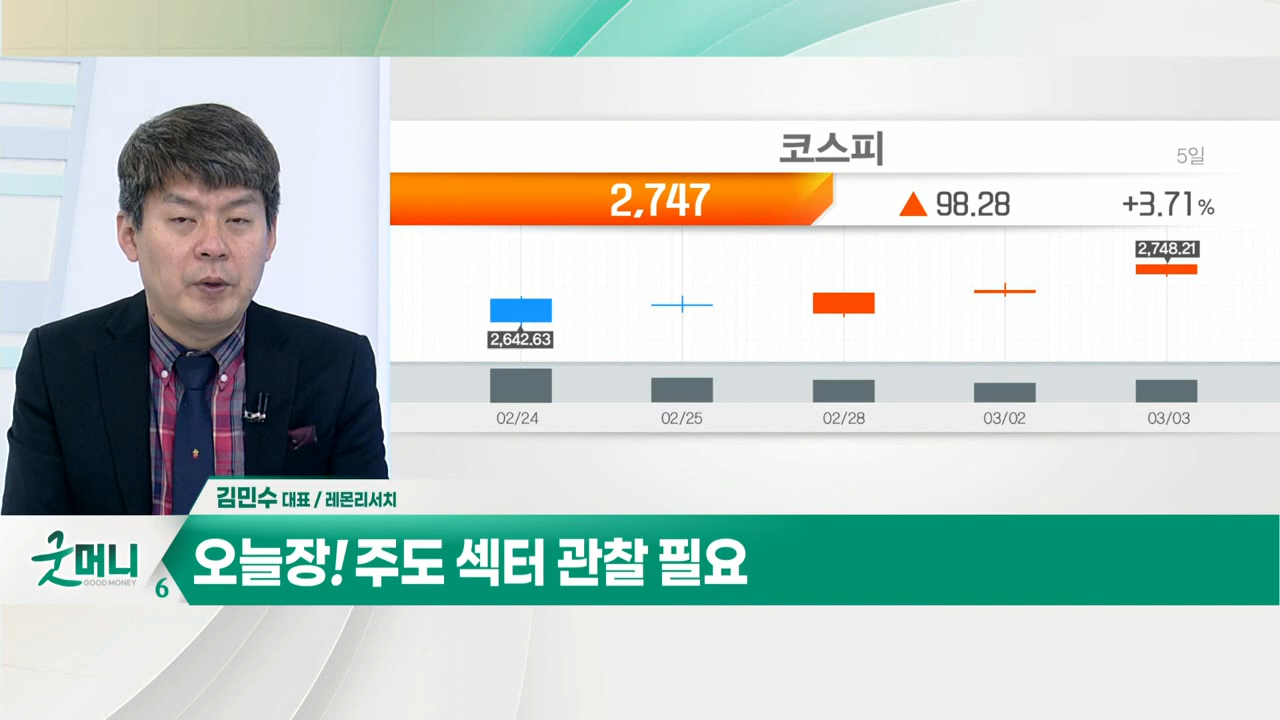 코스피
5일
2,747 ▲ 98.28 +3.71%
2,748.21
2,642.63
02/24 02/25 02/28 03/02 03/03
김민수 대표 / 레몬리서치
굿머니
GOOD MONEY
6
오늘장! 주도 섹터 관찰 필요